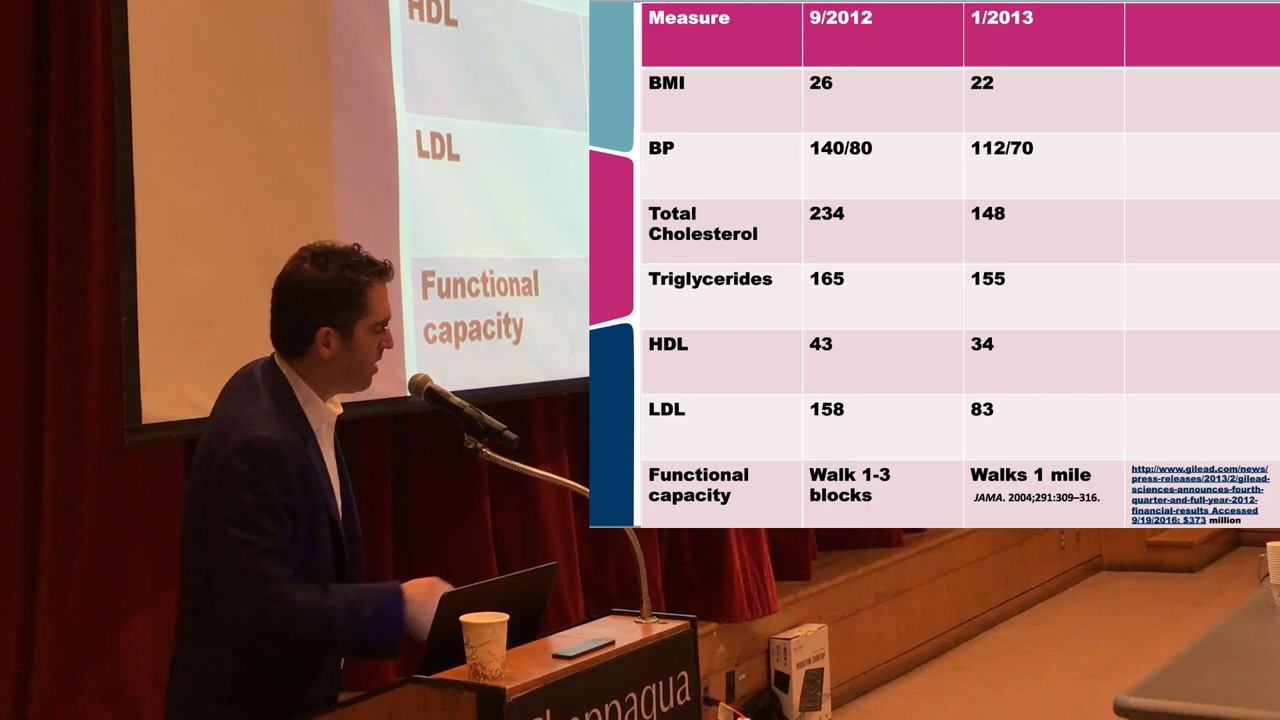 HDL
LDL
Functional
capacity
Chappaqua
Measure 9/2012 1/2013
BMI 26 22
BP 140/80 112/70
Total
Cholesterol 234 148
Triglycerides 165 155
HDL 43 34
LDL 158 83
Functional
capacity
Walk 1-3
blocks
Walks 1 mile
JAMA. 2004;291:309–316.
http://www.gilead.com/news/
press-releases/2013/2/gilead-
sciences-announces-fourth-
quarter-and-full-year-2012-
financial-results Accessed
9/19/2016: $373 million